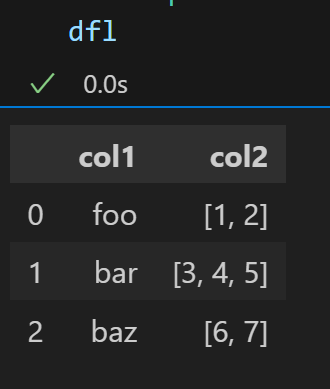 dfl
0.0s
col1 col2
0 foo [1, 2]
1 bar [3, 4, 5]
2 baz [6, 7]